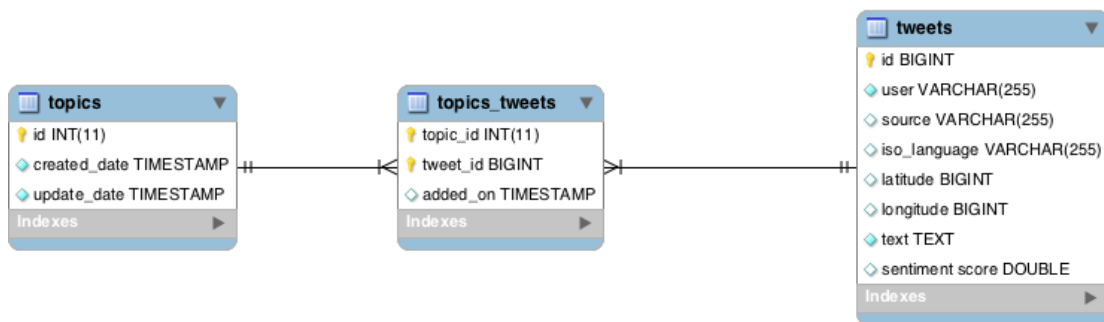 topics
id INT(11)
created_date TIMESTAMP
update_date TIMESTAMP
Indexes
topics_tweets
topic_id INT(11)
tweet_id BIGINT
added_on TIMESTAMP
Indexes
tweets
id BIGINT
user VARCHAR(255)
source VARCHAR(255)
iso_language VARCHAR(255)
latitude BIGINT
longitude BIGINT
text TEXT
sentiment score DOUBLE
Indexes